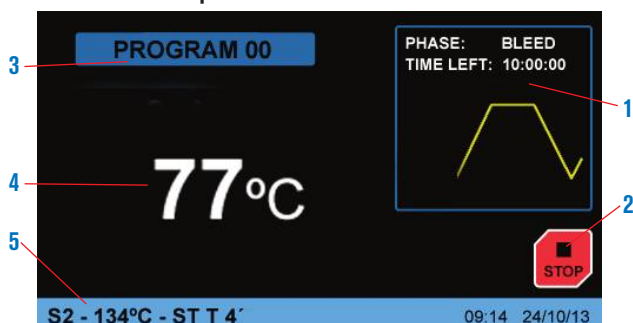 PROGRAM 00
PHASE: BLEED
TIME LEFT: 10:00:00
3
1
4
77ºC
2
5
STOP
S2 - 134ºC - ST T 4´
09:14 24/10/13